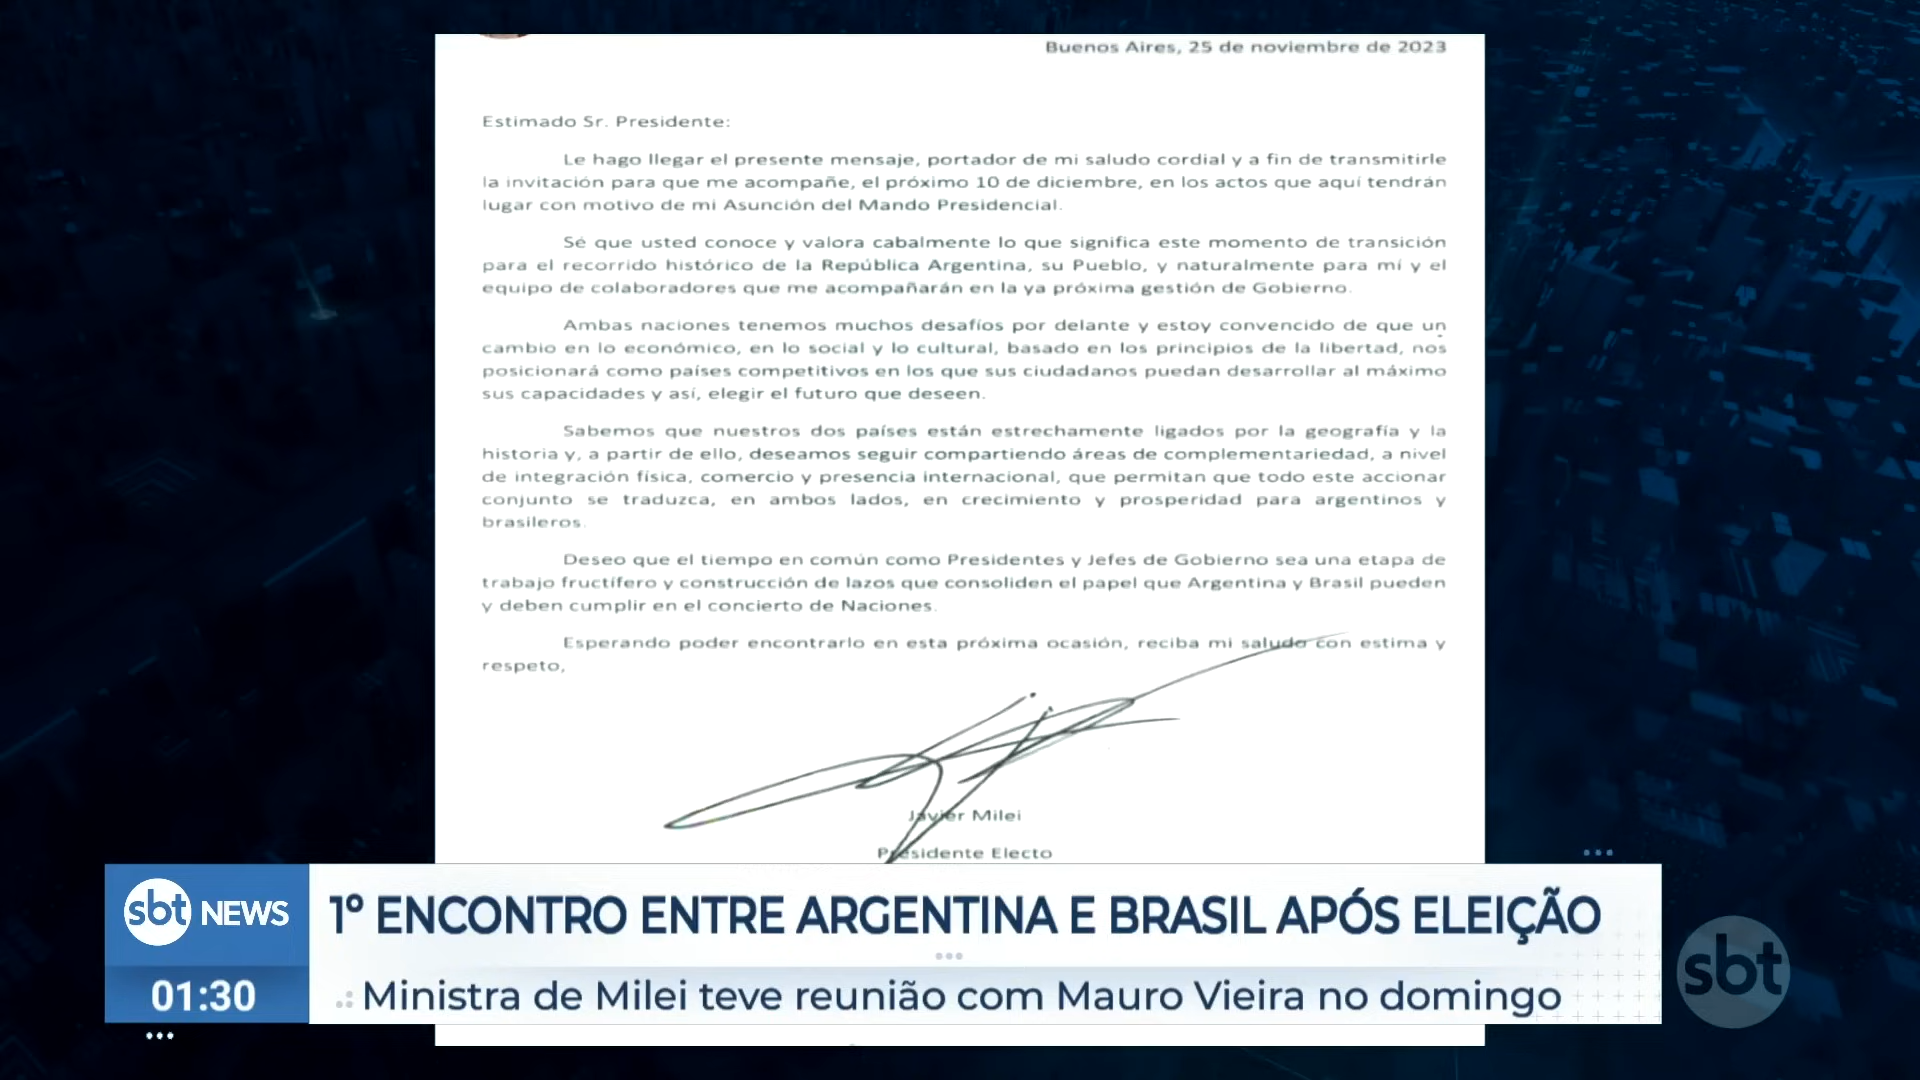 Buenos Aires, 25 de noviembre de 2023
Estimado Sr. Presidente:
Le hago llegar el presente mensaje, portador de mi saludo cordial y a fin de transmitirle
la invitación para que me acompañe, el próximo 10 de diciembre, en los actos que aquí tendrán
lugar con motivo de mi Asunción del Mando Presidencial.
Sé que usted conoce y valora cabalmente lo que significa este momento de transición
para el recorrido histórico de la República Argentina, su Pueblo, y naturalmente para mí y el
equipo de colaboradores que me acompañarán en la ya próxima gestión de Gobierno.
Ambas naciones tenemos muchos desafíos por delante y estoy convencido de que un
cambio en lo económico, en lo social y lo cultural, basado en los principios de la libertad, nos
posicionará como países competitivos en los que sus ciudadanos puedan desarrollar al máximo
sus capacidades y así, elegir el futuro que deseen.
Sabemos que nuestros dos países están estrechamente ligados por la geografía y la
historia y, a partir de ello, deseamos seguir compartiendo áreas de complementariedad, a nivel
de integración física, comercio y presencia internacional, que permitan que todo este accionar
conjunto se traduzca, en ambos lados, en crecimiento y prosperidad para argentinos y
brasileros.
Deseo que el tiempo en común como Presidentes y Jefes de Gobierno sea una etapa de
trabajo fructífero y construcción de lazos que consoliden el papel que Argentina y Brasil pueden
y deben cumplir en el concierto de Naciones.
Esperando poder encontrarlo en esta próxima ocasión, reciba mi saludo con estima y
respeto,
Javier Milei
Presidente Electo
sbt NEWS
1º ENCONTRO ENTRE ARGENTINA E BRASIL APÓS ELEIÇÃO
01:30
Ministra de Milei teve reunião com Mauro Vieira no domingo
sbt